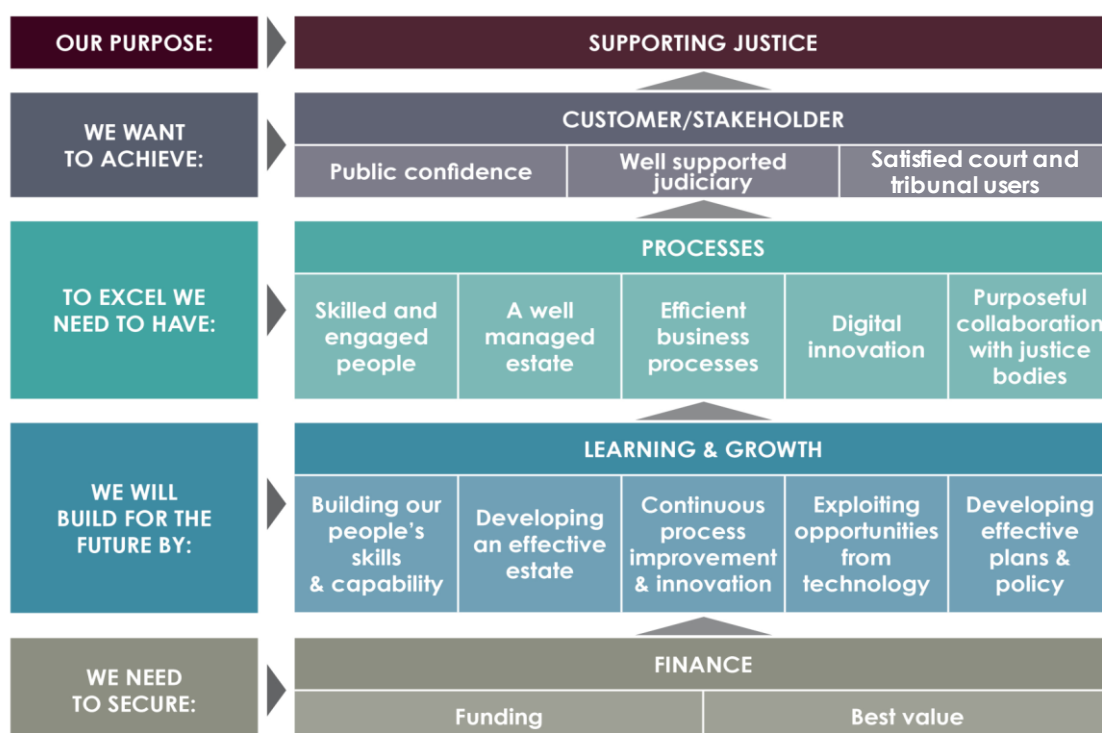 OUR PURPOSE:
SUPPORTING JUSTICE
WE WANT
TO ACHIEVE:
CUSTOMER/STAKEHOLDER
Public confidence
Well supported
judiciary
Satisfied court and
tribunal users
TO EXCEL WE
NEED TO HAVE:
PROCESSES
Skilled and
engaged
people
A well
managed
estate
Efficient
business
processes
Digital
innovation
Purposeful
collaboration
with justice
bodies
WE WILL
BUILD FOR THE
FUTURE BY:
LEARNING & GROWTH
Building our
people’s
skills
& capability
Developing
an effective
estate
Continuous
process
improvement
& innovation
Exploiting
opportunities
from
technology
Developing
effective
plans &
policy
WE NEED
TO SECURE:
FINANCE
Funding
Best value